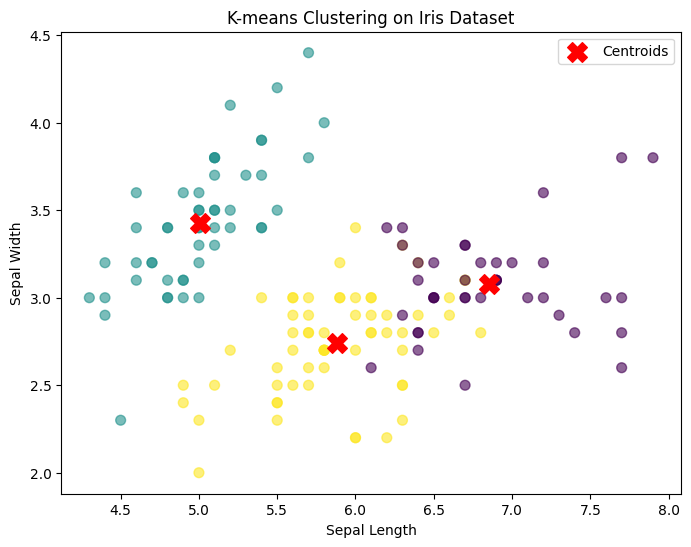 K-means Clustering on Iris Dataset
Centroids
4.5
4.0
3.5
3.0
2.5
2.0
Sepal Width
4.5 5.0 5.5 6.0 6.5 7.0 7.5 8.0
Sepal Length